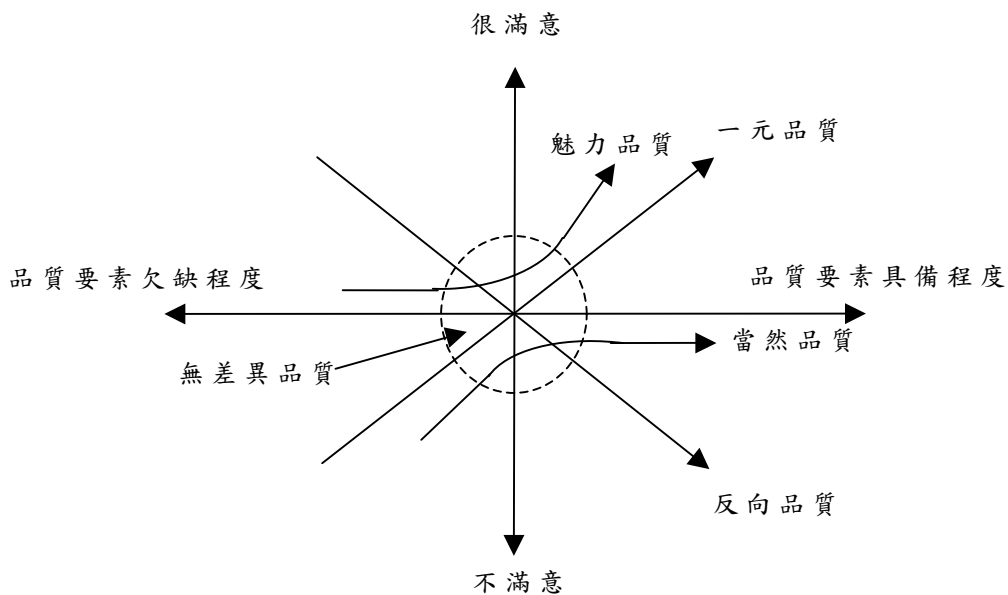 很滿意
一元品質
魅力品質
品質要素欠缺程度
品質要素具備程度
當然品質
無差異品質
反向品質
不滿意